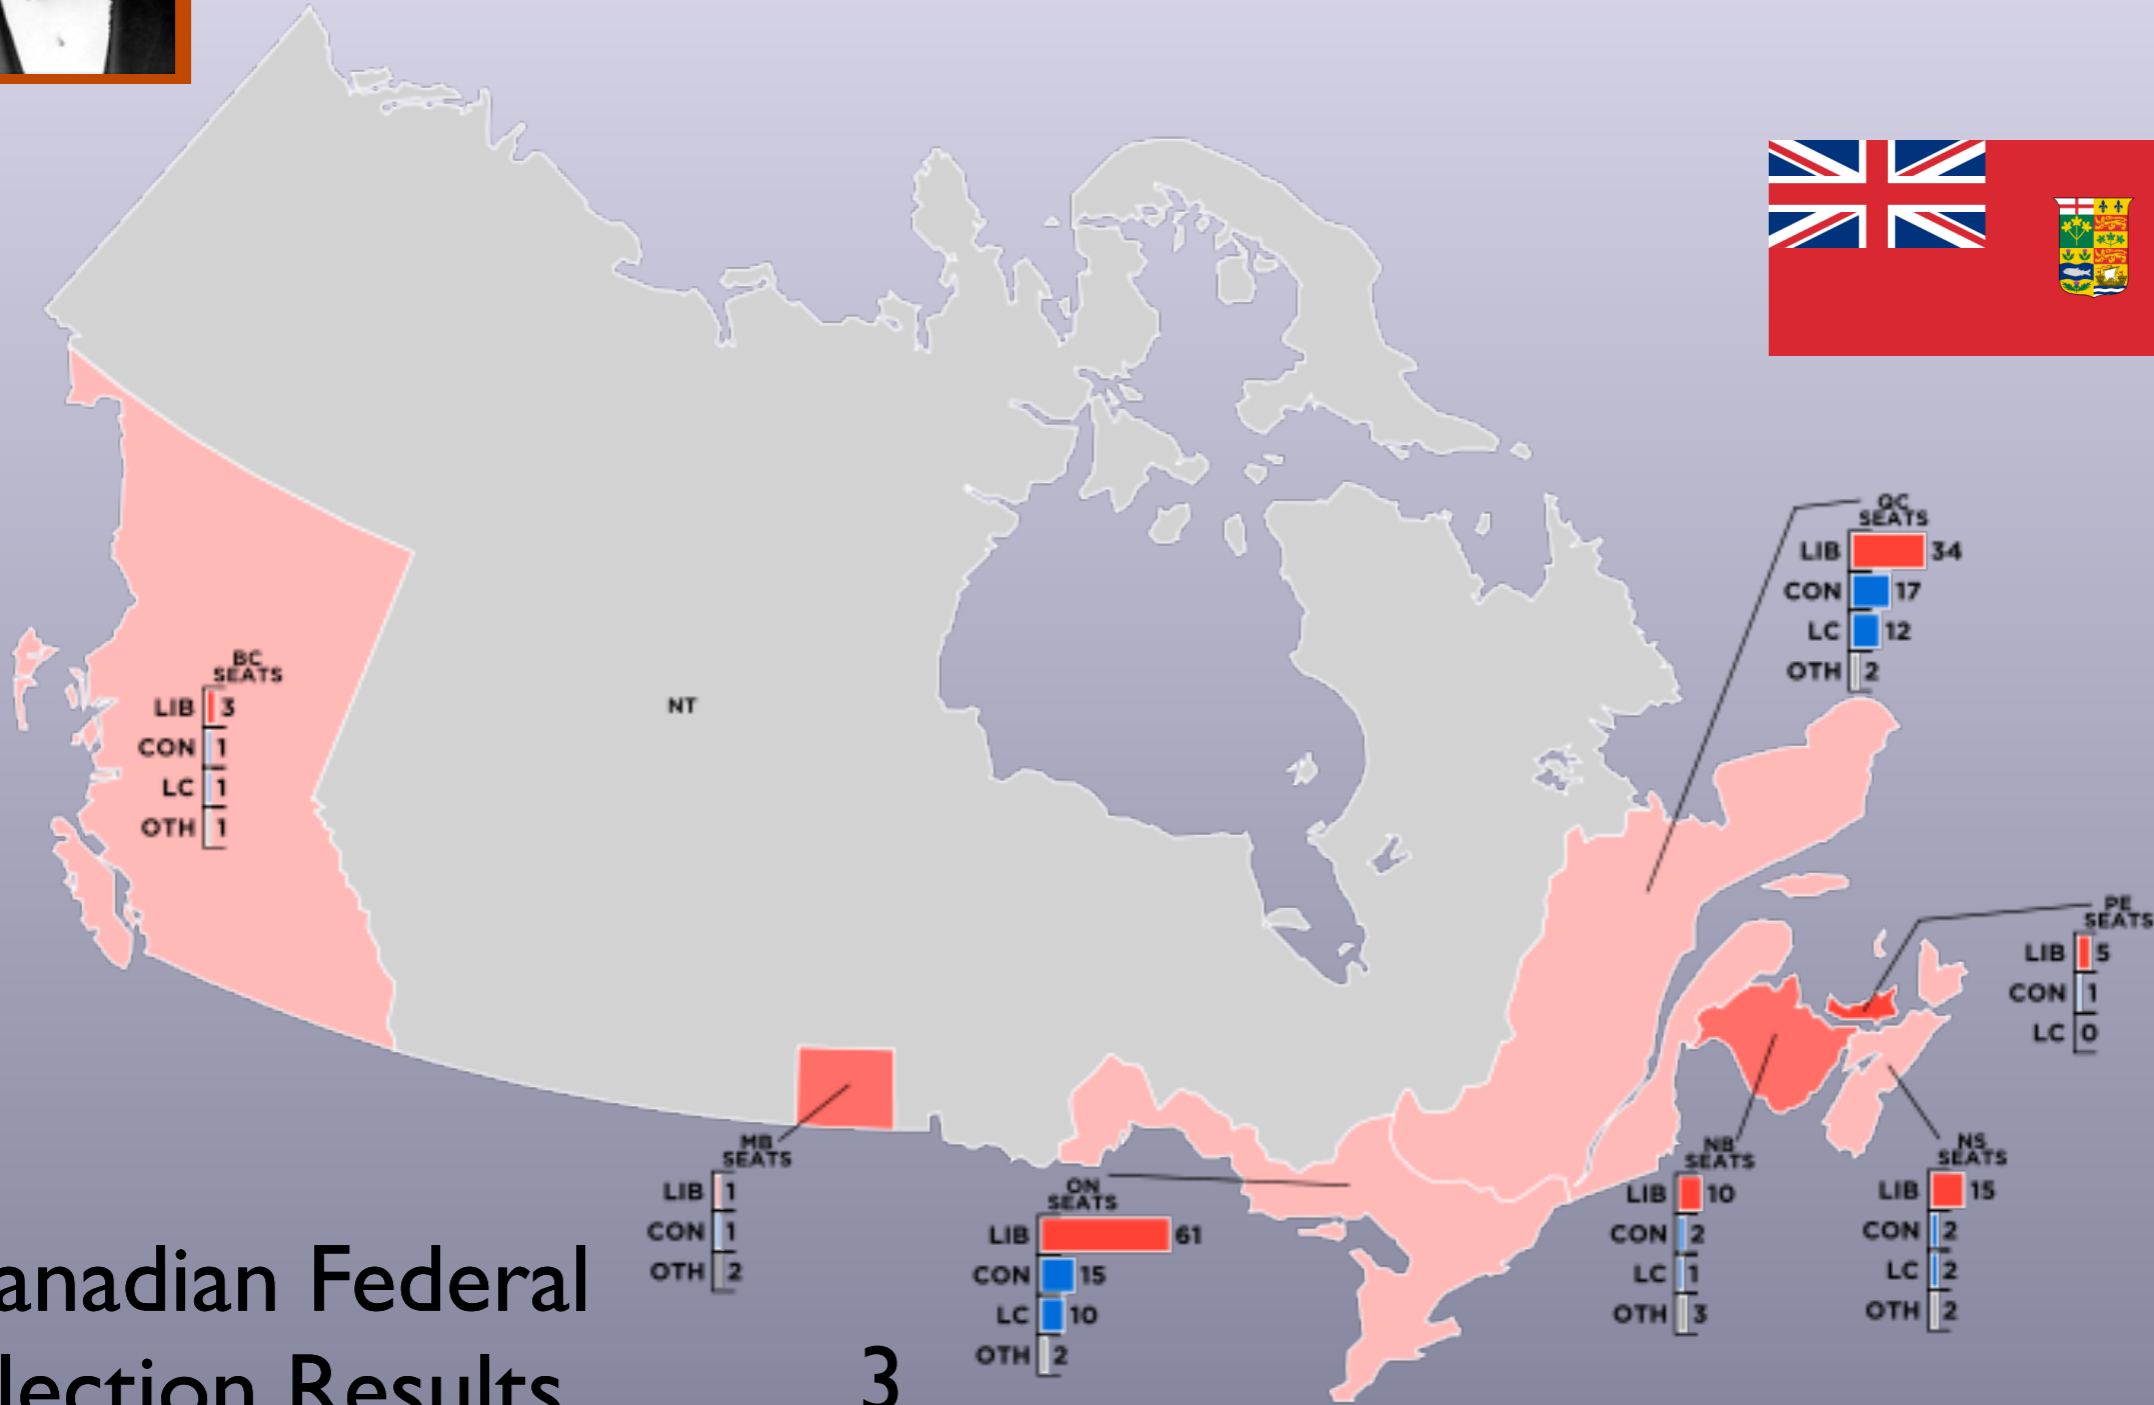 QC
SEATS
LIB 34
CON 17
LC 12
OTH 2
BC
SEATS
LIB 3
CON 1
LC 1
OTH 1
NT
PE
SEATS
LIB 5
CON 1
LC 0
MB
SEATS
LIB 1
CON 1
OTH 2
ON
SEATS
LIB 61
CON 15
LC 10
OTH 2
NB
SEATS
LIB 10
CON 2
LC 1
OTH 3
NS
SEATS
LIB 15
CON 2
LC 2
OTH 2
anadian Federal
lection Results
3